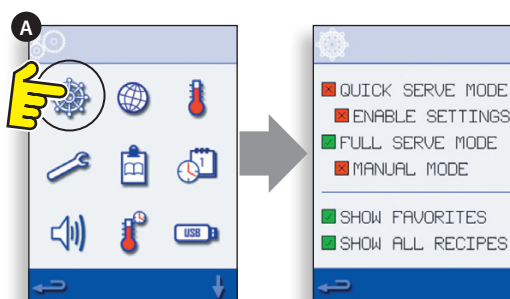 A
1
USB
QUICK SERVE MODE
ENABLE SETTINGS
FULL SERVE MODE
MANUAL MODE
SHOW FAVORITES
SHOW ALL RECIPES